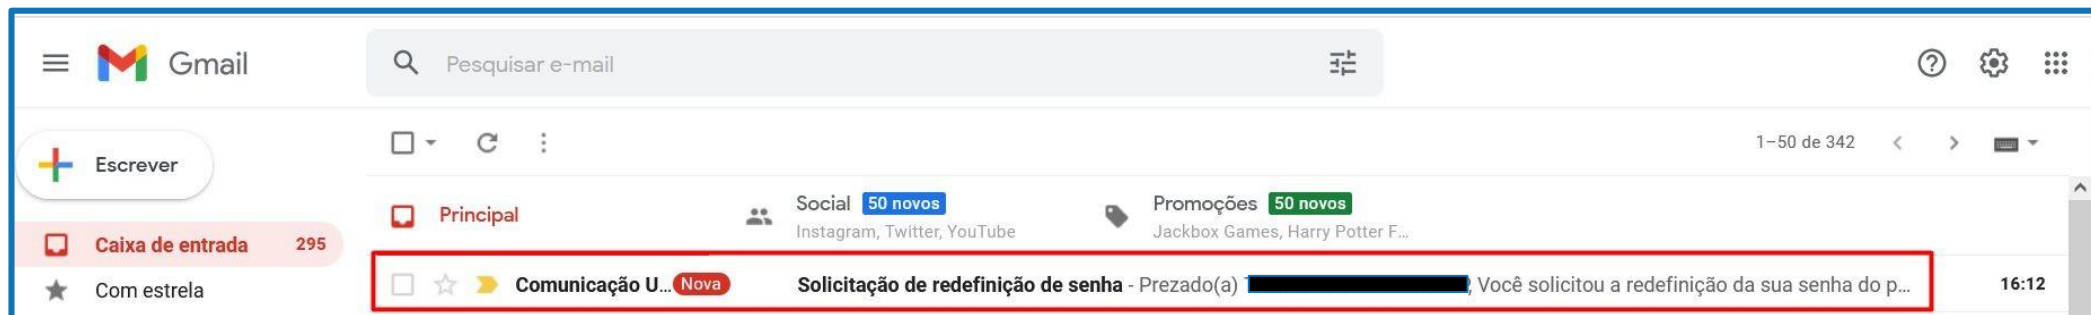 Gmail
Pesquisar e-mail
Escrever
1–50 de 342
Principal
Social 50 novos
Instagram, Twitter, YouTube
Promoções 50 novos
Jackbox Games, Harry Potter F...
Caixa de entrada 295
Comunicação U... Nova Solicitação de redefinição de senha - Prezado(a) , Você solicitou a redefinição da sua senha do p... 16:12
Com estrela